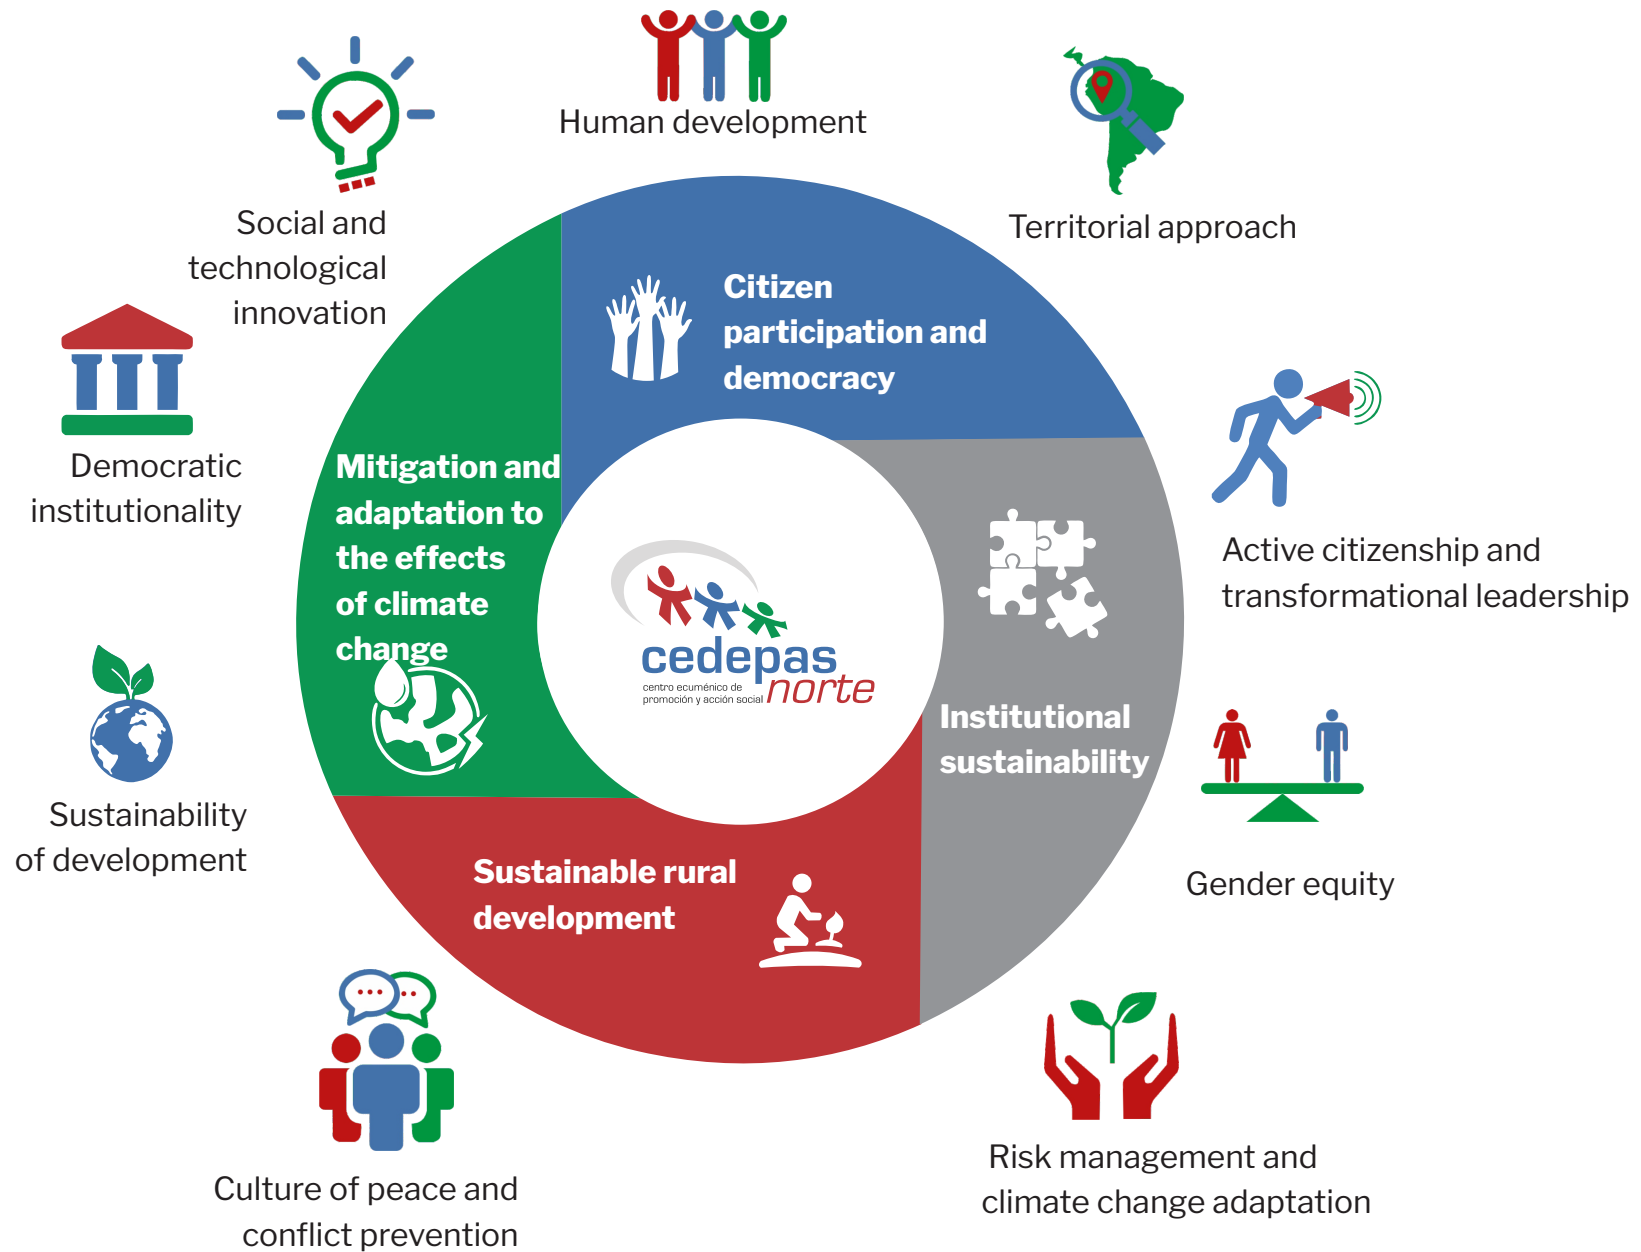 Human development
Social and
technological
innovation
Territorial approach
Citizen
participation and
democracy
Democratic
institutionality
Mitigation and
adaptation to
the effects
of climate
change
Active citizenship and
transformational leadership
cedepas
centro ecuménico de
promoción y acción social
norte
Institutional
sustainability
Sustainability
of development
Sustainable rural
development
Gender equity
Culture of peace and
conflict prevention
Risk management and
climate change adaptation